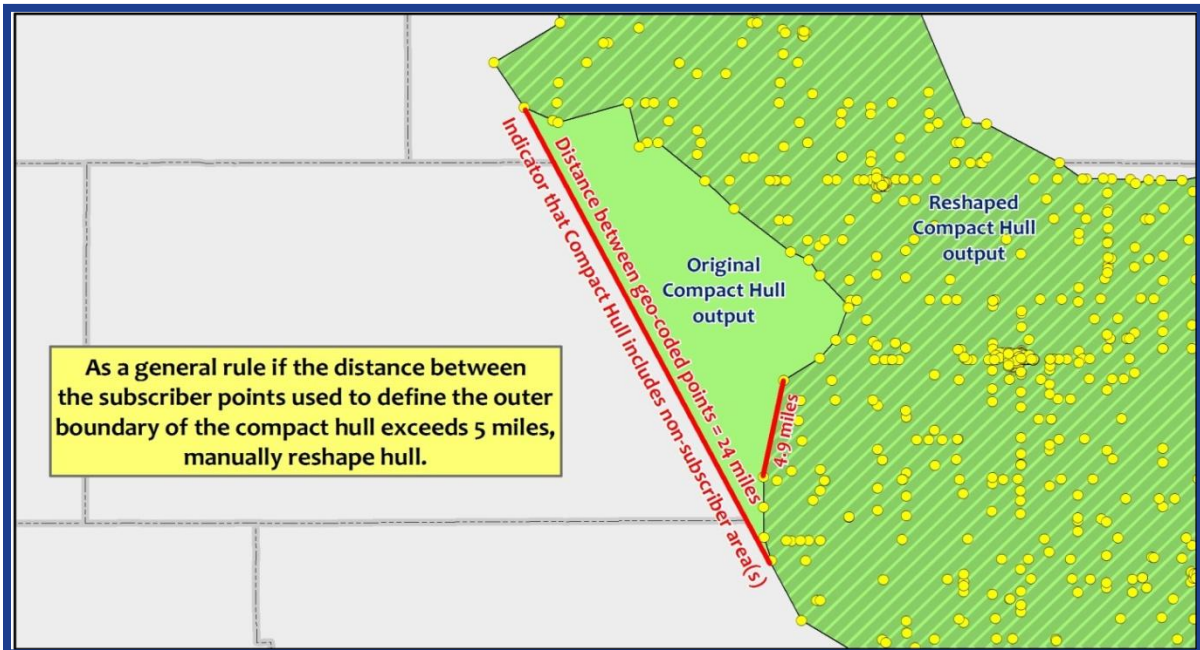 Reshaped
Compact Hull
output
Distance between geo-coded points = 24 miles
Indicator that Compact Hull includes non-subscriber area(s)
Original
Compact Hull
output
As a general rule if the distance between
the subscriber points used to define the outer
boundary of the compact hull exceeds 5 miles,
manually reshape hull.
4.9 miles